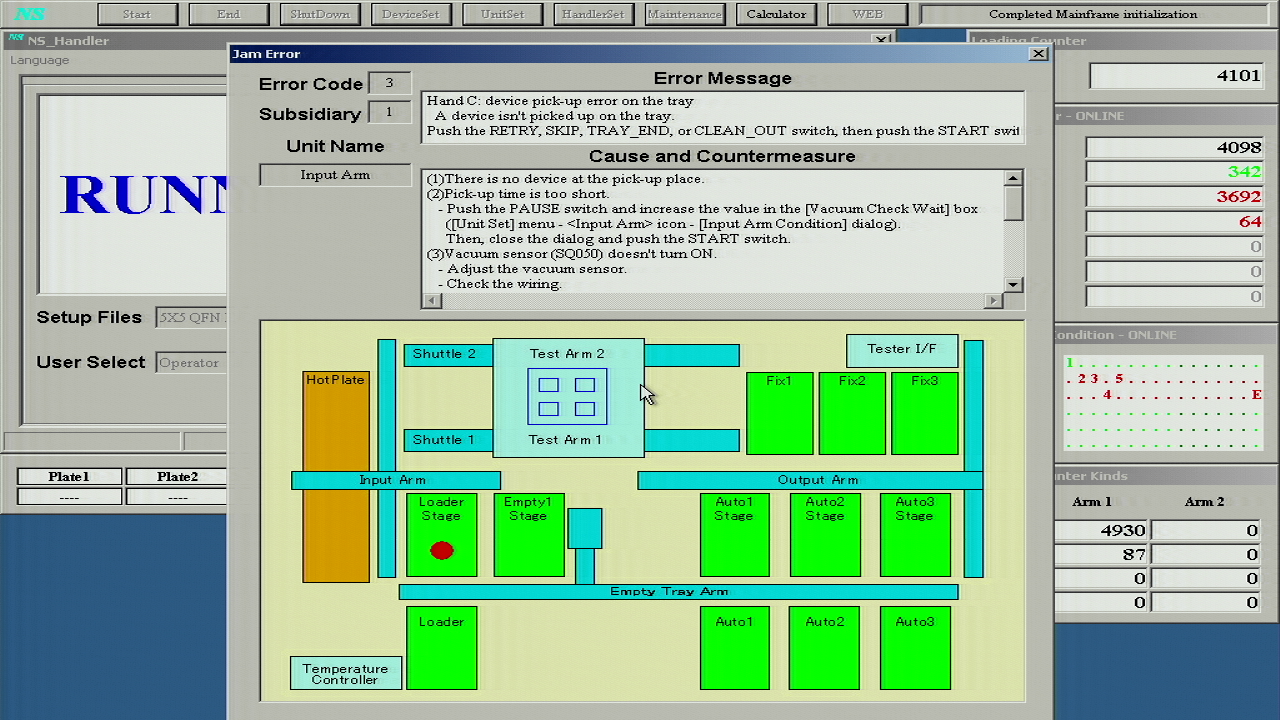 NS
Start
End
ShutDown
DeviceSet
UnitSet
HandlerSet
Maintenance
Calculator
WEB
Completed Mainframe initialization
NS NS_Handler
Language
RUNN
Setup Files
5X5 QFN
User Select
Operator
Plate1
Plate2
----
----
Jam Error
Error Code
3
Subsidiary
1
Unit Name
Input Arm
Error Message
Hand C: device pick-up error on the tray
A device isn't picked up on the tray.
Push the RETRY, SKIP, TRAY_END, or CLEAN_OUT switch, then push the START swit
Cause and Countermeasure
(1)There is no device at the pick-up place.
(2)Pick-up time is too short.
- Push the PAUSE switch and increase the value in the [Vacuum Check Wait] box
([Unit Set] menu - <Input Arm> icon - [Input Arm Condition] dialog).
Then, close the dialog and push the START switch.
(3)Vacuum sensor (SQ050) doesn't turn ON.
- Adjust the vacuum sensor.
- Check the wiring.
HotPlate
Shuttle 2
Test Arm 2
Tester I/F
Fix1
Fix2
Fix3
Shuttle 1
Test Arm 1
Input Arm
Output Arm
Loader
Stage
Empty1
Stage
Auto1
Stage
Auto2
Stage
Auto3
Stage
Empty Tray Arm
Loader
Auto1
Auto2
Auto3
Temperature
Controller
Loading Counter
4101
r - ONLINE
4098
342
3692
64
0
0
0
ondition - ONLINE
1
23.5
4
E
unter Kinds
Arm 1
Arm 2
4930
0
87
0
0
0
0
0